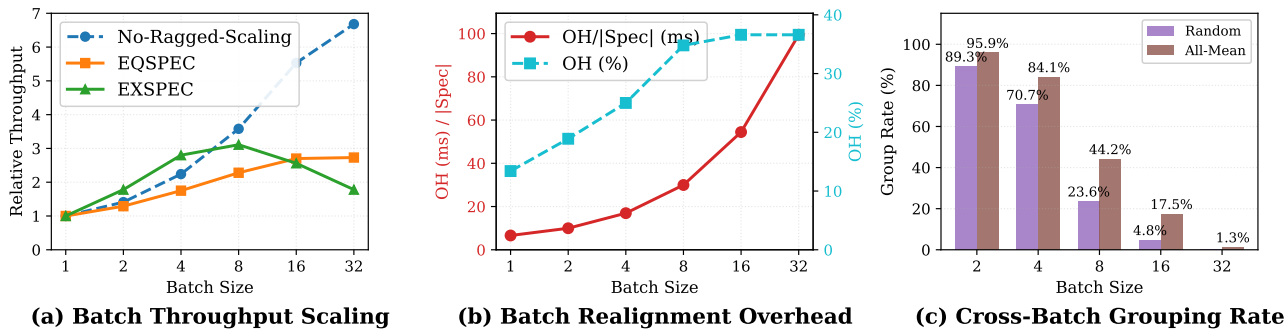 7
6
5
4
3
2
1
0
Relative Throughput
No-Ragged-Scaling
EQSPEC
EXSPEC
1 2 4 8 16 32
Batch Size
(a) Batch Throughput Scaling
100
80
60
40
20
0
OH (ms) / |Spec|
OH/|Spec| (ms)
OH (%)
40
30
20
10
0
OH (%)
1 2 4 8 16 32
Batch Size
(b) Batch Realignment Overhead
100
80
60
40
20
0
Group Rate (%)
Random
All-Mean
89.3% 95.9%
70.7% 84.1%
23.6% 44.2%
4.8% 17.5%
1.3%
2 4 8 16 32
Batch Size
(c) Cross-Batch Grouping Rate